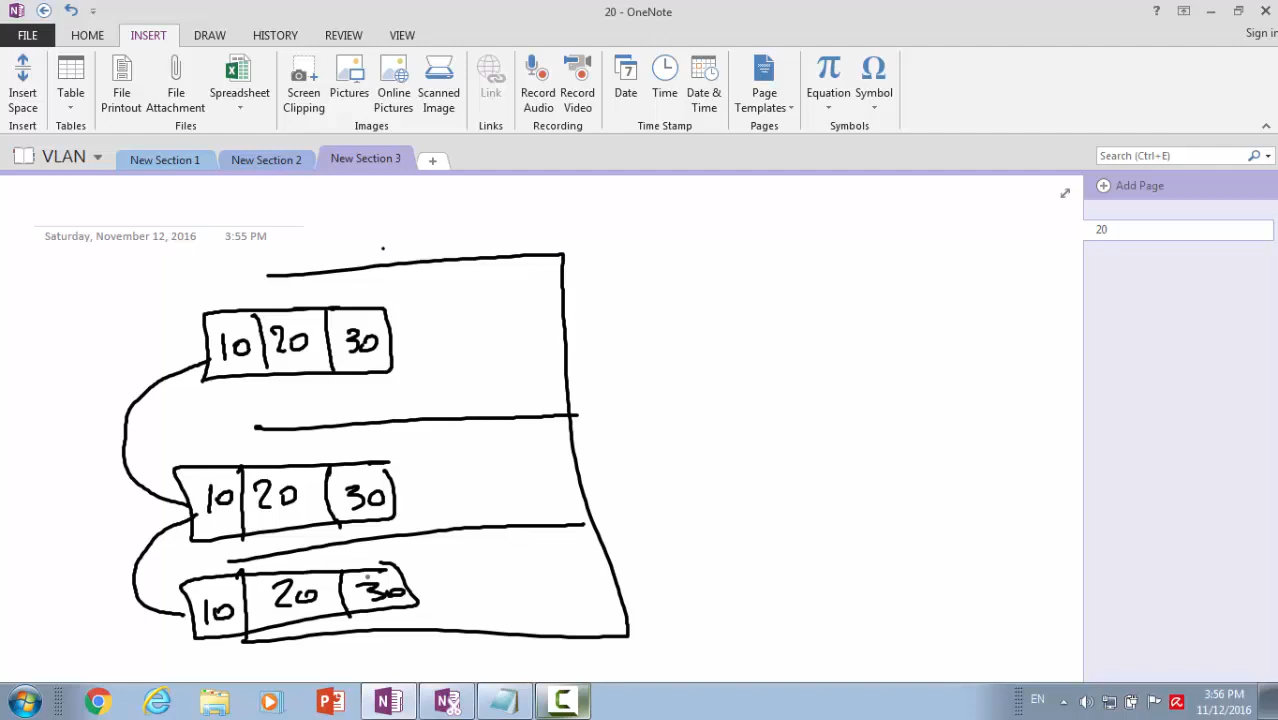 20 - OneNote
?
Sign in
FILE HOME INSERT DRAW HISTORY REVIEW VIEW
Insert Space
Table
File Printout
File Attachment
Spreadsheet
Screen Clipping
Pictures
Online Pictures
Scanned Image
Link
Record Audio
Record Video
Date
Time
Date & Time
Page Templates
π Equation
Ω Symbol
Insert Tables Files Images Links Recording Time Stamp Pages Symbols
VLAN New Section 1 New Section 2 New Section 3 +
Search (Ctrl+E)
Add Page
20
Saturday, November 12, 2016 3:55 PM
10 20 30
10 20 30
10 20 30
EN
3:56 PM
11/12/2016